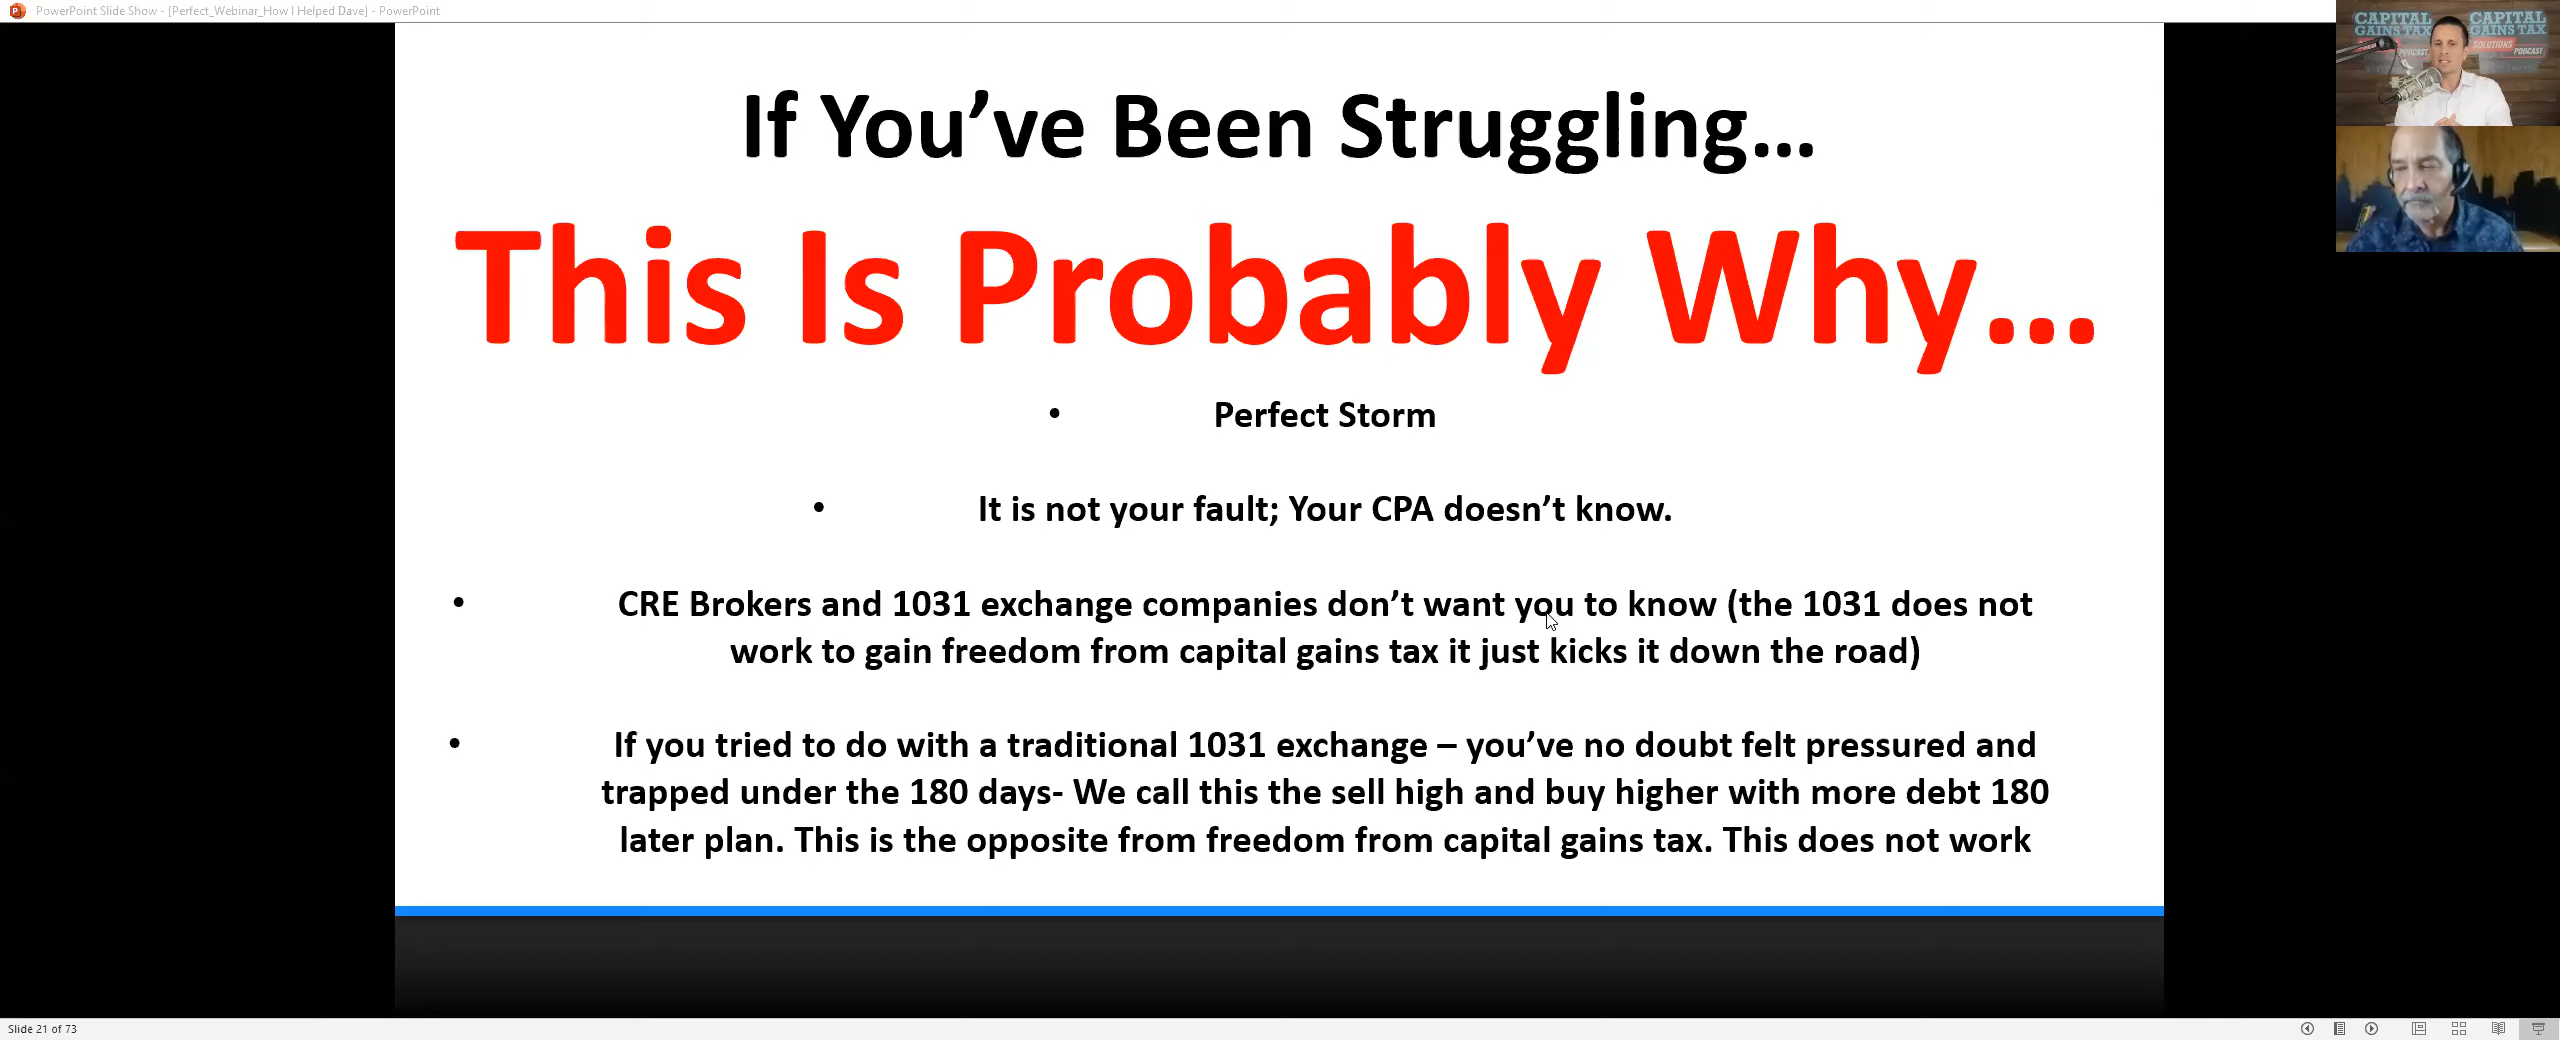 PowerPoint Slide Show - [Perfect_Webinar_How I Helped Dave] - PowerPoint
CAPITAL GAINS TAX
SOLUTIONS
PODCAST
CAPITAL GAINS TAX
PODCAST
If You’ve Been Struggling...
This Is Probably Why...
• Perfect Storm
• It is not your fault; Your CPA doesn’t know.
• CRE Brokers and 1031 exchange companies don’t want you to know (the 1031 does not
work to gain freedom from capital gains tax it just kicks it down the road)
• If you tried to do with a traditional 1031 exchange – you’ve no doubt felt pressured and
trapped under the 180 days- We call this the sell high and buy higher with more debt 180
later plan. This is the opposite from freedom from capital gains tax. This does not work
Slide 21 of 73